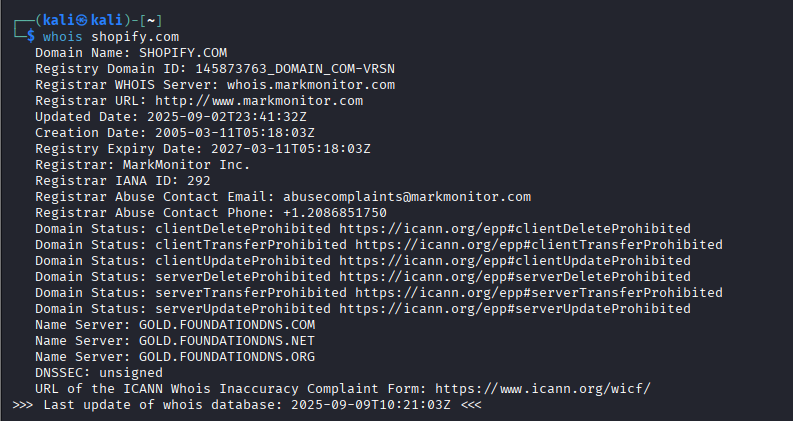 ┌──(kali㉿kali)-[~]
└─$ whois shopify.com
Domain Name: SHOPIFY.COM
Registry Domain ID: 145873763_DOMAIN_COM-VRSN
Registrar WHOIS Server: whois.markmonitor.com
Registrar URL: http://www.markmonitor.com
Updated Date: 2025-09-02T23:41:32Z
Creation Date: 2005-03-11T05:18:03Z
Registry Expiry Date: 2027-03-11T05:18:03Z
Registrar: MarkMonitor Inc.
Registrar IANA ID: 292
Registrar Abuse Contact Email: abusecomplaints@markmonitor.com
Registrar Abuse Contact Phone: +1.2086851750
Domain Status: clientDeleteProhibited https://icann.org/epp#clientDeleteProhibited
Domain Status: clientTransferProhibited https://icann.org/epp#clientTransferProhibited
Domain Status: clientUpdateProhibited https://icann.org/epp#clientUpdateProhibited
Domain Status: serverDeleteProhibited https://icann.org/epp#serverDeleteProhibited
Domain Status: serverTransferProhibited https://icann.org/epp#serverTransferProhibited
Domain Status: serverUpdateProhibited https://icann.org/epp#serverUpdateProhibited
Name Server: GOLD.FOUNDATIONDNS.COM
Name Server: GOLD.FOUNDATIONDNS.NET
Name Server: GOLD.FOUNDATIONDNS.ORG
DNSSEC: unsigned
URL of the ICANN Whois Inaccuracy Complaint Form: https://www.icann.org/wicf/
>>> Last update of whois database: 2025-09-09T10:21:03Z <<<